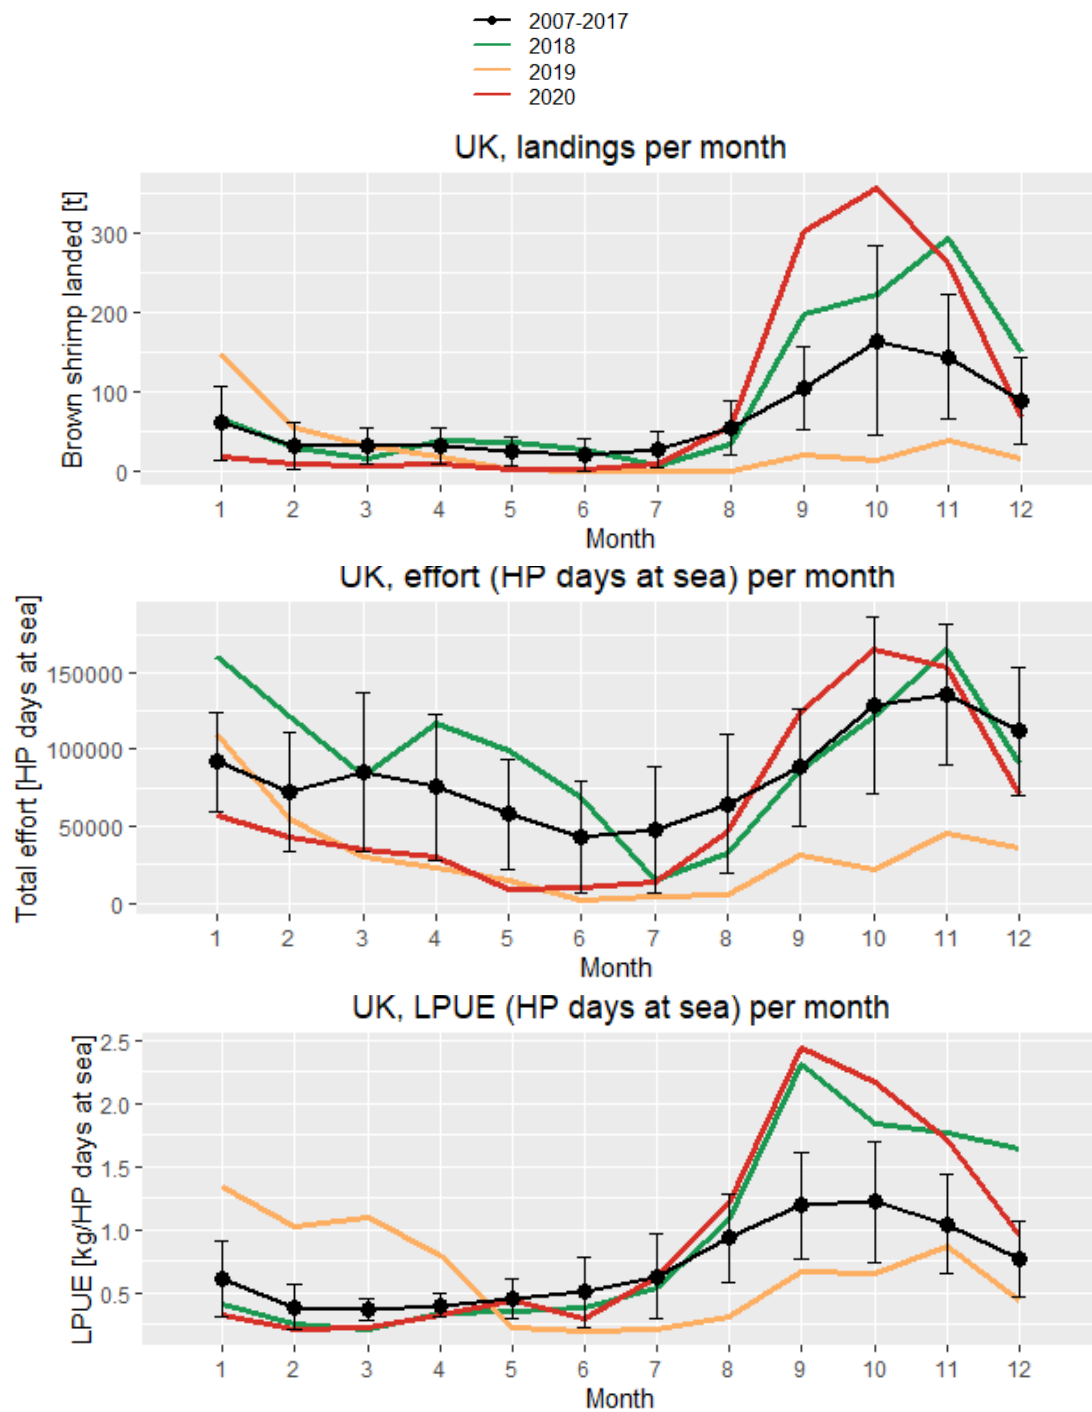 2007-2017
2018
2019
2020
UK, landings per month
Brown shrimp landed [t]
300
200
100
0
1 2 3 4 5 6 7 8 9 10 11 12
Month
UK, effort (HP days at sea) per month
Total effort [HP days at sea]
150000
100000
50000
0
1 2 3 4 5 6 7 8 9 10 11 12
Month
UK, LPUE (HP days at sea) per month
LPUE [kg/HP days at sea]
2.5
2.0
1.5
1.0
0.5
1 2 3 4 5 6 7 8 9 10 11 12
Month